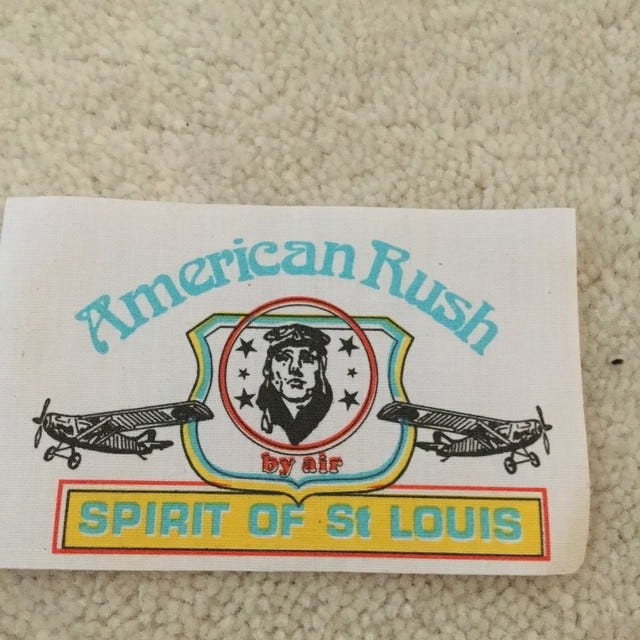 American Rush
by air
SPIRIT OF St LOUIS